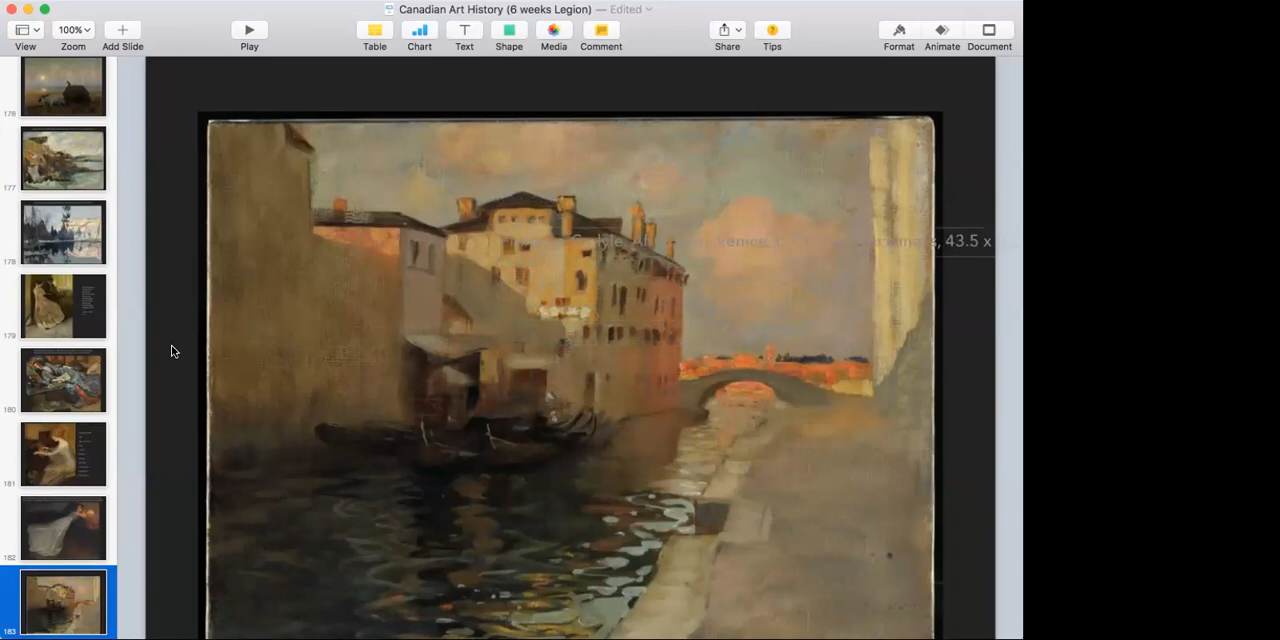 Canadian Art History (6 weeks Legion) — Edited
100%
View
Zoom
Add Slide
Play
Table
Chart
Text
Shape
Media
Comment
Share
Tips
Format
Animate
Document
176
177
178
179
180
181
182
183
Venice, 43.5 x